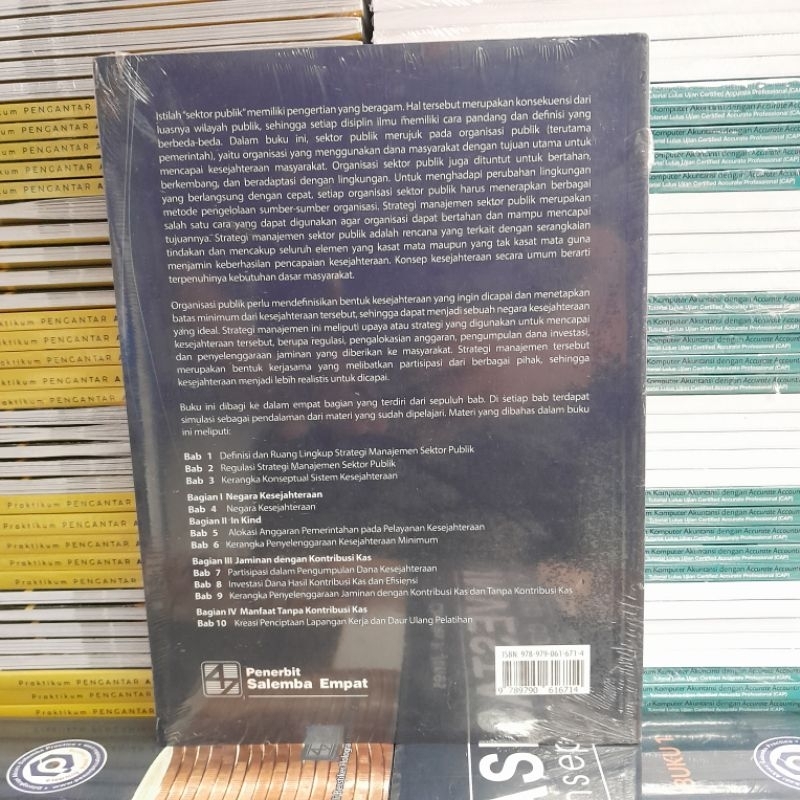 Istilah "sektor publik" memiliki pengertian yang beragam. Hal tersebut merupakan konsekuensi dari
luasnya wilayah publik, sehingga setiap disiplin ilmu memiliki cara pandang dan definisi yang
berbeda-beda. Dalam buku ini, sektor publik merujuk pada organisasi publik (terutama
pemerintah), yaitu organisasi yang menggunakan dana masyarakat dengan tujuan utama untuk
mencapai kesejahteraan masyarakat. Organisasi sektor publik juga dituntut untuk bertahan,
berkembang, dan beradaptasi dengan lingkungan. Untuk menghadapi perubahan lingkungan
yang berlangsung dengan cepat, setiap organisasi sektor publik harus menerapkan berbagai
metode pengelolaan sumber-sumber organisasi. Strategi manajemen sektor publik merupakan
salah satu cara yang dapat digunakan agar organisasi dapat bertahan dan mampu mencapai
tujuannya. Strategi manajemen sektor publik adalah rencana yang terkait dengan serangkaian
tindakan dan mencakup seluruh elemen yang kasat mata maupun yang tak kasat mata guna
menjamin keberhasilan pencapaian kesejahteraan. Konsep kesejahteraan secara umum berarti
terpenuhinya kebutuhan dasar masyarakat.
Organisasi publik perlu mendefinisikan bentuk kesejahteraan yang ingin dicapai dan menetapkan
batas minimum dari kesejahteraan tersebut, sehingga dapat menjadi sebuah negara kesejahteraan
yang ideal. Strategi manajemen ini meliputi upaya atau strategi yang digunakan untuk mencapai
kesejahteraan tersebut, berupa regulasi, pengalokasian anggaran, pengumpulan dana investasi,
dan penyelenggaraan jaminan yang diberikan ke masyarakat. Strategi manajemen tersebut
merupakan bentuk kerjasama yang melibatkan partisipasi dari berbagai pihak, sehingga
kesejahteraan menjadi lebih realistis untuk dicapai.
Buku ini dibagi ke dalam empat bagian yang terdiri dari sepuluh bab. Di setiap bab terdapat
simulasi sebagai pendalaman dari materi yang sudah dipelajari. Materi yang dibahas dalam buku
ini meliputi:
Bab 1 Definisi dan Ruang Lingkup Strategi Manajemen Sektor Publik
Bab 2 Regulasi Strategi Manajemen Sektor Publik
Bab 3 Kerangka Konseptual Sistem Kesejahteraan
Bagian I Negara Kesejahteraan
Bab 4 Negara Kesejahteraan
Bagian II In Kind
Bab 5 Alokasi Anggaran Pemerintahan pada Pelayanan Kesejahteraan
Bab 6 Kerangka Penyelenggaraan Kesejahteraan Minimum
Bagian III Jaminan dengan Kontribusi Kas
Bab 7 Partisipasi dalam Pengumpulan Dana Kesejahteraan
Bab 8 Investasi Dana Hasil Kontribusi Kas dan Efisiensi
Bab 9 Kerangka Penyelenggaraan Jaminan dengan Kontribusi Kas dan Tanpa Kontribusi Kas
Bagian IV Manfaat Tanpa Kontribusi Kas
Bab 10 Kreasi Penciptaan Lapangan Kerja dan Daur Ulang Pelatihan
Penerbit
Salemba Empat
ISBN 978-979-061-671-4
9 789790 616714
Praktikum PENGANTAR
Komputer Akuntansi dengan Accurate Accounting
Tutorial Lulus Ujian Certified Accurate Professional (CAP)
BUKU 1